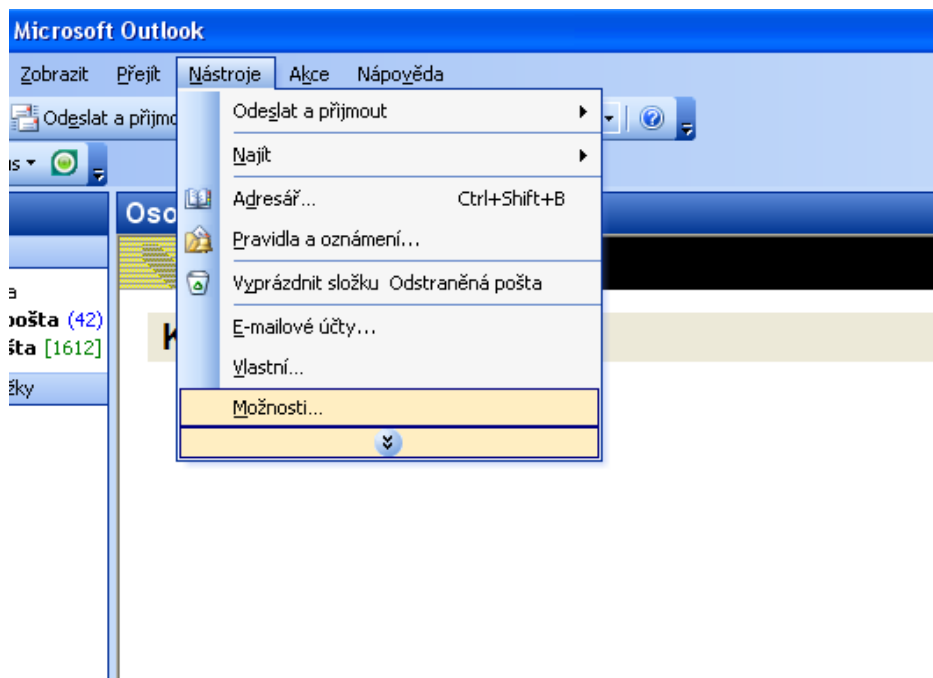 Microsoft Outlook
Zobrazit Přejít Nástroje Akce Nápověda
Odeslat a přijmo
us
Odeslat a přijmout
Najít
Adresář... Ctrl+Shift+B
Pravidla a oznámení...
Vyprázdnit složku Odstraněná pošta
E-mailové účty...
Vlastní...
Možnosti...
Oso
a
pošta (42)
šta [1612]
žky
K